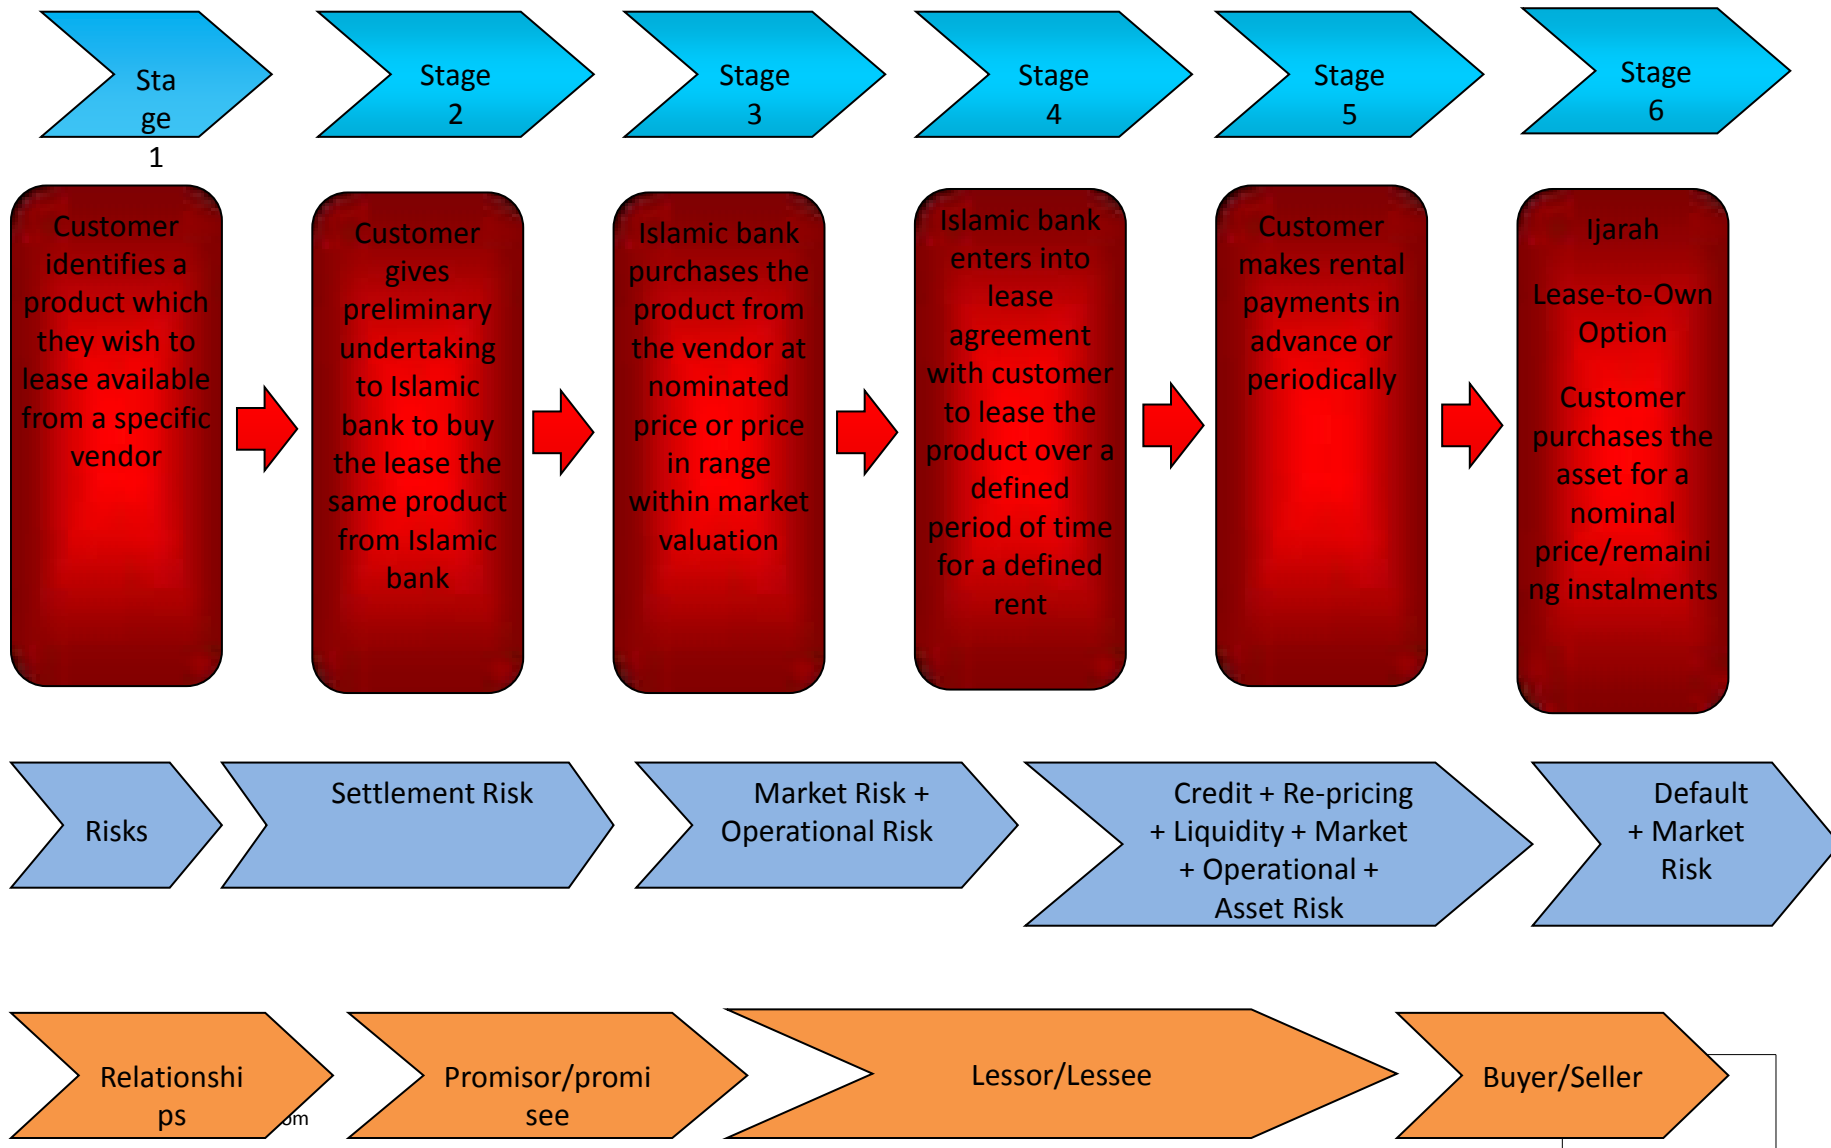 Sta
ge
1
Stage
2
Stage
3
Stage
4
Stage
5
Stage
6
Customer
identifies a
product which
they wish to
lease available
from a specific
vendor
Customer
gives
preliminary
undertaking
to Islamic
bank to buy
the lease the
same product
from Islamic
bank
Islamic bank
purchases the
product from
the vendor at
nominated
price or price
in range
within market
valuation
Islamic bank
enters into
lease
agreement
with customer
to lease the
product over a
defined
period of time
for a defined
rent
Customer
makes rental
payments in
advance or
periodically
Ijarah
Lease-to-Own
Option
Customer
purchases the
asset for a
nominal
price/remaini
ng instalments
Risks
Settlement Risk
Market Risk +
Operational Risk
Credit + Re-pricing
+ Liquidity + Market
+ Operational +
Asset Risk
Default
+ Market
Risk
Relationshi
ps
Promisor/promi
see
Lessor/Lessee
Buyer/Seller
om